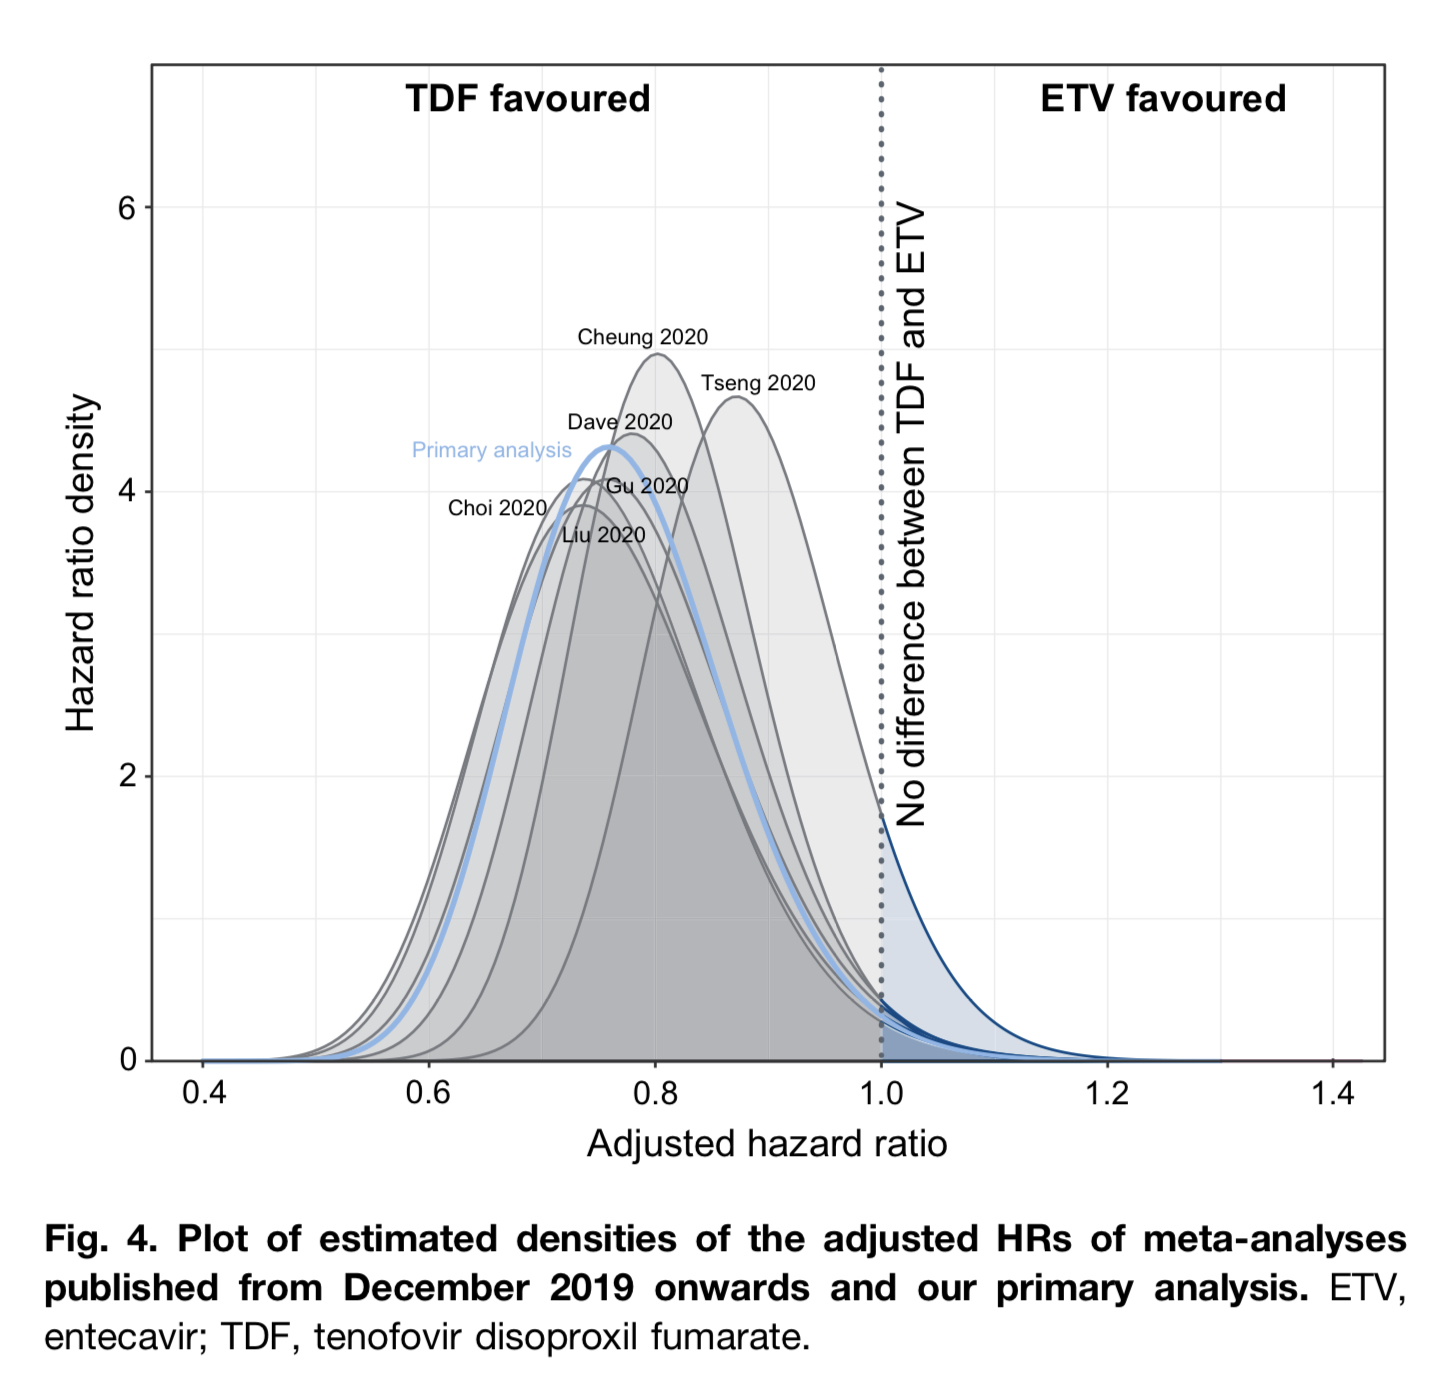 TDF favoured
ETV favoured
No difference between TDF and ETV
Hazard ratio density
6
4
2
0
Cheung 2020
Tseng 2020
Dave 2020
Primary analysis
Gu 2020
Choi 2020
Liu 2020
0.4
0.6
0.8
1.0
1.2
1.4
Adjusted hazard ratio
Fig. 4. Plot of estimated densities of the adjusted HRs of meta-analyses
published from December 2019 onwards and our primary analysis. ETV,
entecavir; TDF, tenofovir disoproxil fumarate.